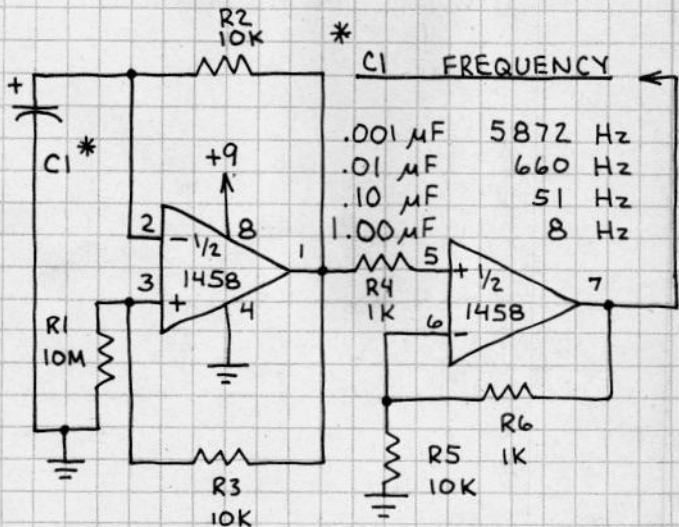 R2
10K
*
C1 FREQUENCY
.001 µF 5872 Hz
.01 µF 660 Hz
.10 µF 51 Hz
1.00 µF 8 Hz
+
C1 *
+9
2
8
- 1/2
1
1458
3
+
4
R1
10M
R3
10K
R4
1K
5
+ 1/2
7
1458
6
-
R6
1K
R5
10K